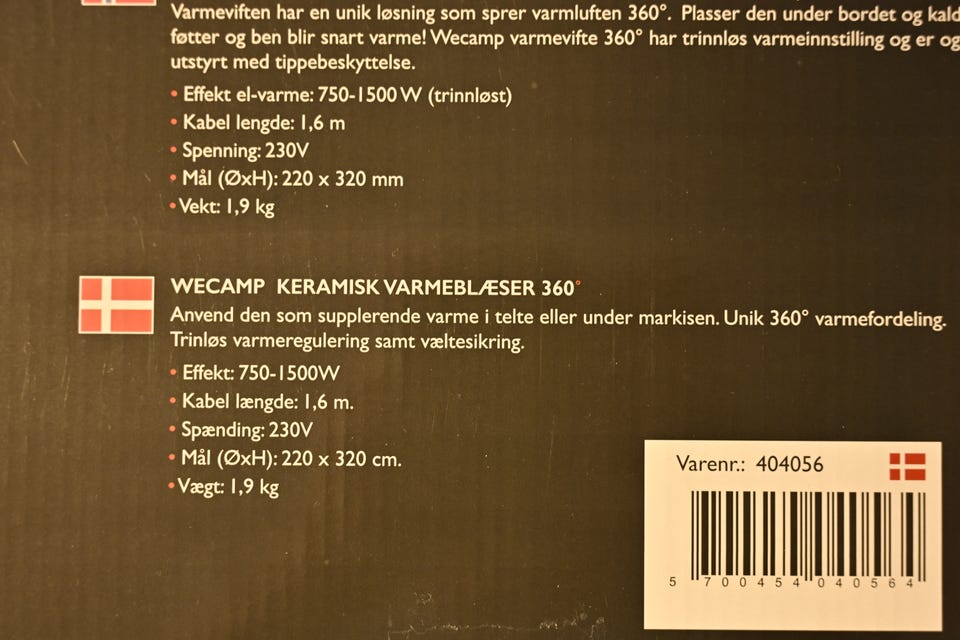 Varmeviften har en unik løsning som sprer varmluften 360°. Plasser den under bordet og kald
føtter og ben blir snart varme! Wecamp varmevifte 360° har trinnløs varmeinnstilling og er og
utstyrt med tippebeskyttelse.
• Effekt el-varme: 750-1500 W (trinnløst)
• Kabel lengde: 1,6 m
• Spenning: 230V
• Mål (ØxH): 220 x 320 mm
• Vekt: 1,9 kg
WECAMP KERAMISK VARMEBLÆSER 360°
Anvend den som supplerende varme i telte eller under markisen. Unik 360° varmefordeling.
Trinløs varmeregulering samt væltesikring.
• Effekt: 750-1500W
• Kabel længde: 1,6 m.
• Spænding: 230V
• Mål (ØxH): 220 x 320 cm.
• Vægt: 1,9 kg
Varenr.: 404056
5 700454 040564